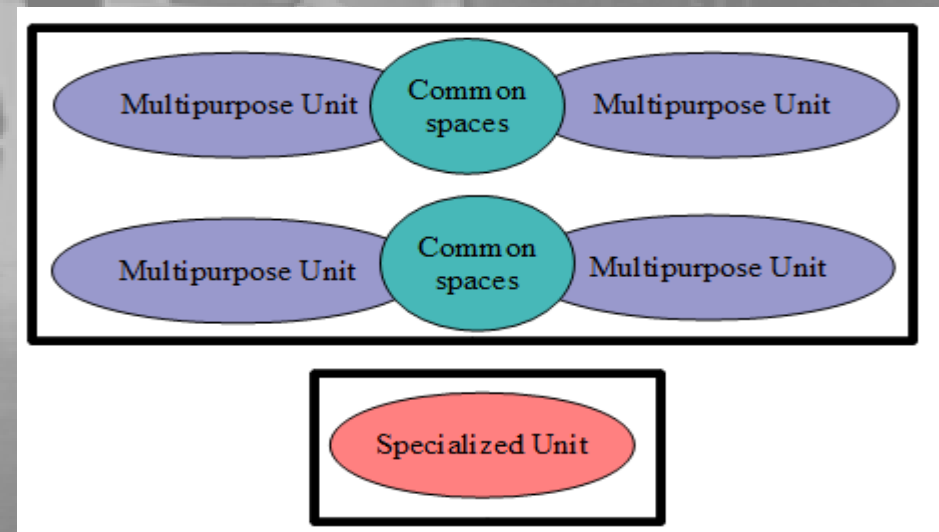 Multipurpose Unit
Common
spaces
Multipurpose Unit
Multipurpose Unit
Common
spaces
Multipurpose Unit
Specialized Unit